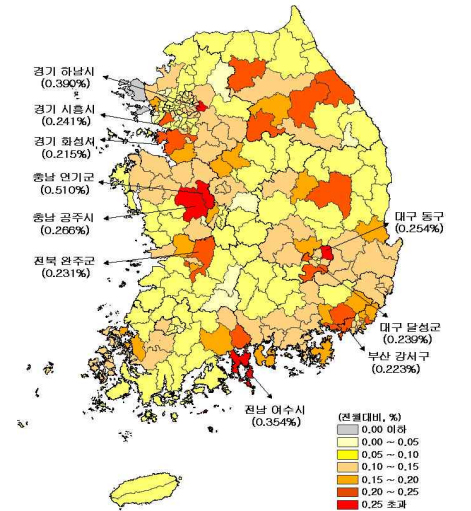 경기 하남시
(0.390%)
경기 시흥시
(0.241%)
경기 화성시
(0.215%)
충남 연기군
(0.510%)
충남 공주시
(0.266%)
전북 완주군
(0.231%)
대구 동구
(0.254%)
대구 달성군
(0.239%)
부산 강서구
(0.223%)
전남 여수시
(0.354%)
(전월대비, %)
0.00 이하
0.00 ~ 0.05
0.05 ~ 0.10
0.10 ~ 0.15
0.15 ~ 0.20
0.20 ~ 0.25
0.25 초과